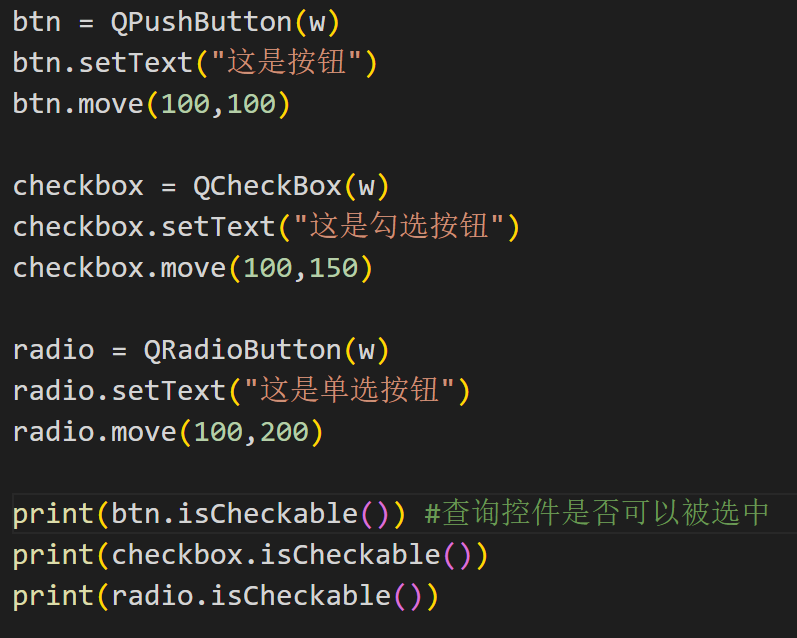 btn = QPushButton(w)
btn.setText("这是按钮")
btn.move(100,100)
checkbox = QCheckBox(w)
checkbox.setText("这是勾选按钮")
checkbox.move(100,150)
radio = QRadioButton(w)
radio.setText("这是单选按钮")
radio.move(100,200)
print(btn.isCheckable()) #查询控件是否可以被选中
print(checkbox.isCheckable())
print(radio.isCheckable())